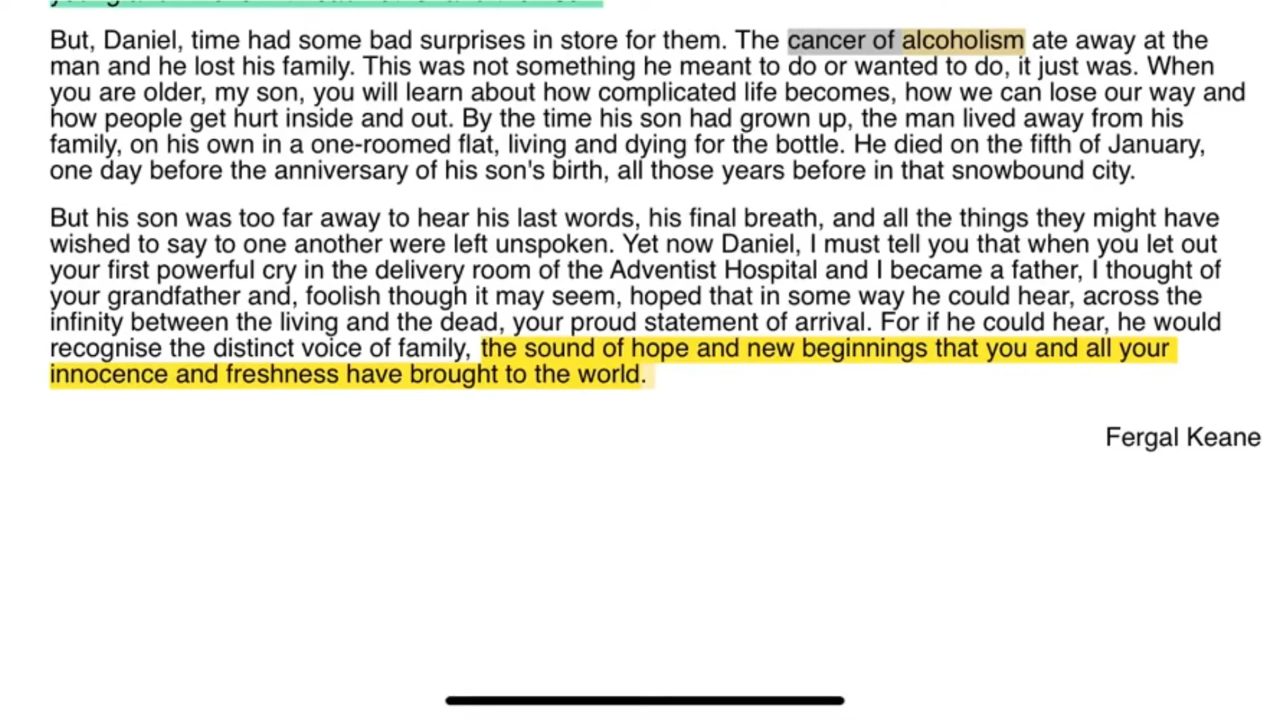 But, Daniel, time had some bad surprises in store for them. The cancer of alcoholism ate away at the
man and he lost his family. This was not something he meant to do or wanted to do, it just was. When
you are older, my son, you will learn about how complicated life becomes, how we can lose our way and
how people get hurt inside and out. By the time his son had grown up, the man lived away from his
family, on his own in a one-roomed flat, living and dying for the bottle. He died on the fifth of January,
one day before the anniversary of his son's birth, all those years before in that snowbound city.
But his son was too far away to hear his last words, his final breath, and all the things they might have
wished to say to one another were left unspoken. Yet now Daniel, I must tell you that when you let out
your first powerful cry in the delivery room of the Adventist Hospital and I became a father, I thought of
your grandfather and, foolish though it may seem, hoped that in some way he could hear, across the
infinity between the living and the dead, your proud statement of arrival. For if he could hear, he would
recognise the distinct voice of family, the sound of hope and new beginnings that you and all your
innocence and freshness have brought to the world.
Fergal Keane